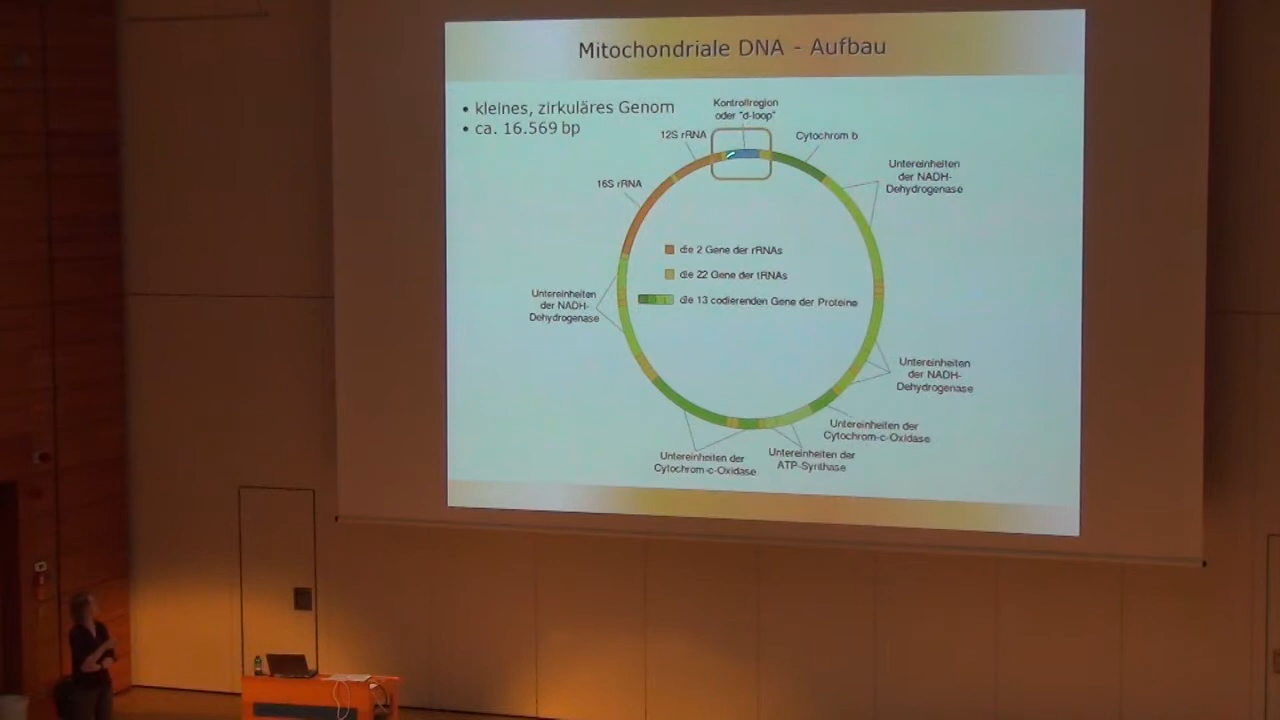 Mitochondriale DNA - Aufbau
• kleines, zirkuläres Genom
• ca. 16.569 bp
Kontrollregion
oder "d-loop"
12S rRNA
Cytochrom b
16S rRNA
Untereinheiten
der NADH-
Dehydrogenase
die 2 Gene der rRNAs
die 22 Gene der tRNAs
die 13 codierenden Gene der Proteine
Untereinheiten
der NADH-
Dehydrogenase
Untereinheiten
der NADH-
Dehydrogenase
Untereinheiten der
Cytochrom-c-Oxidase
Untereinheiten der
ATP-Synthase
Untereinheiten der
Cytochrom-c-Oxidase